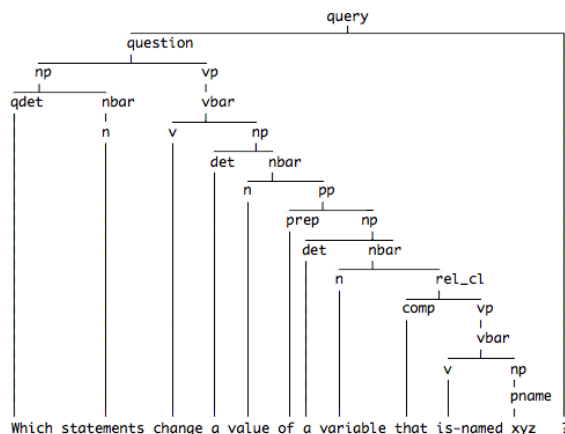 query
question
np vp
qdet nbar vbar
n v np
det nbar
n pp
prep np
det nbar
n rel_cl
comp vp
vbar
v np
pname
Which statements change a value of a variable that is-named xyz ?